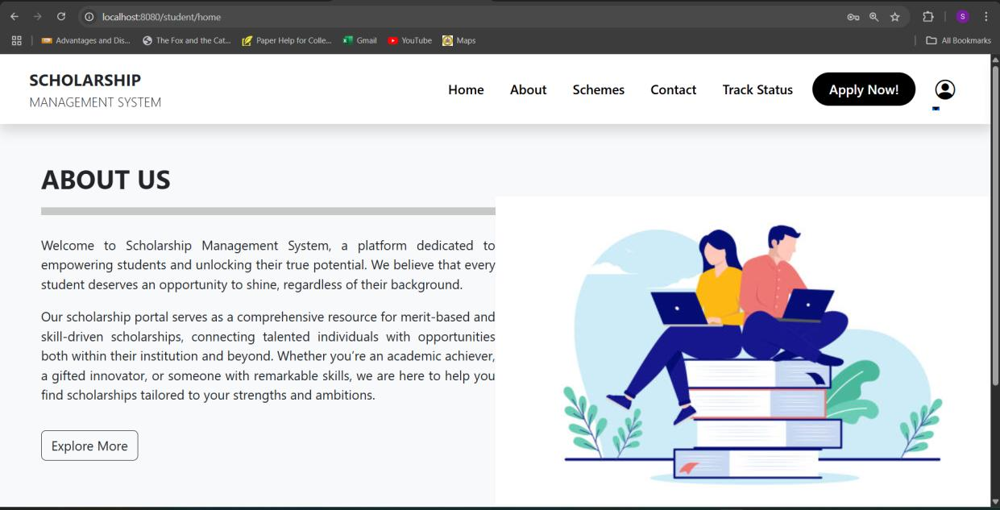 localhost:8080/student/home
S
Advantages and Dis...
The Fox and the Cat...
Paper Help for Colle...
Gmail
YouTube
Maps
All Bookmarks
SCHOLARSHIP
MANAGEMENT SYSTEM
Home
About
Schemes
Contact
Track Status
Apply Now!
ABOUT US
Welcome to Scholarship Management System, a platform dedicated to
empowering students and unlocking their true potential. We believe that every
student deserves an opportunity to shine, regardless of their background.
Our scholarship portal serves as a comprehensive resource for merit-based and
skill-driven scholarships, connecting talented individuals with opportunities
both within their institution and beyond. Whether you’re an academic achiever,
a gifted innovator, or someone with remarkable skills, we are here to help you
find scholarships tailored to your strengths and ambitions.
Explore More